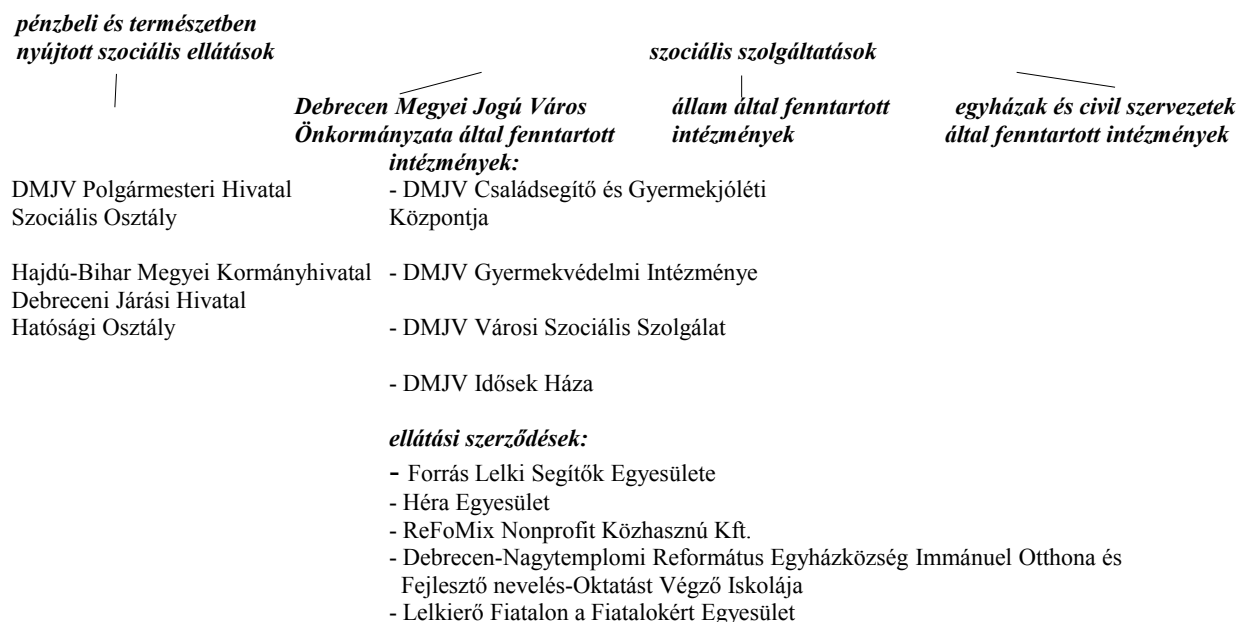 pénzbeli és természetben
nyújtott szociális ellátások
szociális szolgáltatások
Debrecen Megyei Jogú Város
Önkormányzata által fenntartott
intézmények:
állam által fenntartott
intézmények
egyházak és civil szervezetek
által fenntartott intézmények
DMJV Polgármesteri Hivatal
Szociális Osztály
Hajdú-Bihar Megyei Kormányhivatal
Debreceni Járási Hivatal
Hatósági Osztály
- DMJV Családsegítő és Gyermekjóléti
Központja
- DMJV Gyermekvédelmi Intézménye
- DMJV Városi Szociális Szolgálat
- DMJV Idősek Háza
ellátási szerződések:
- Forrás Lelki Segítők Egyesülete
- Héra Egyesület
- ReFoMix Nonprofit Közhasznú Kft.
- Debrecen-Nagytemplomi Református Egyházközség Immánuel Otthona és
Fejlesztő nevelés-Oktatást Végző Iskolája
- Lelkierő Fiatalon a Fiatalokért Egyesület